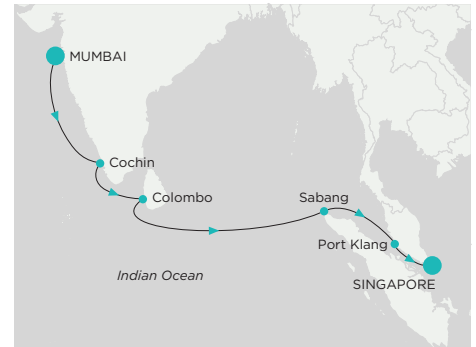 MUMBAI
Cochin
Colombo
Sabang
Port Klang
Indian Ocean
SINGAPORE